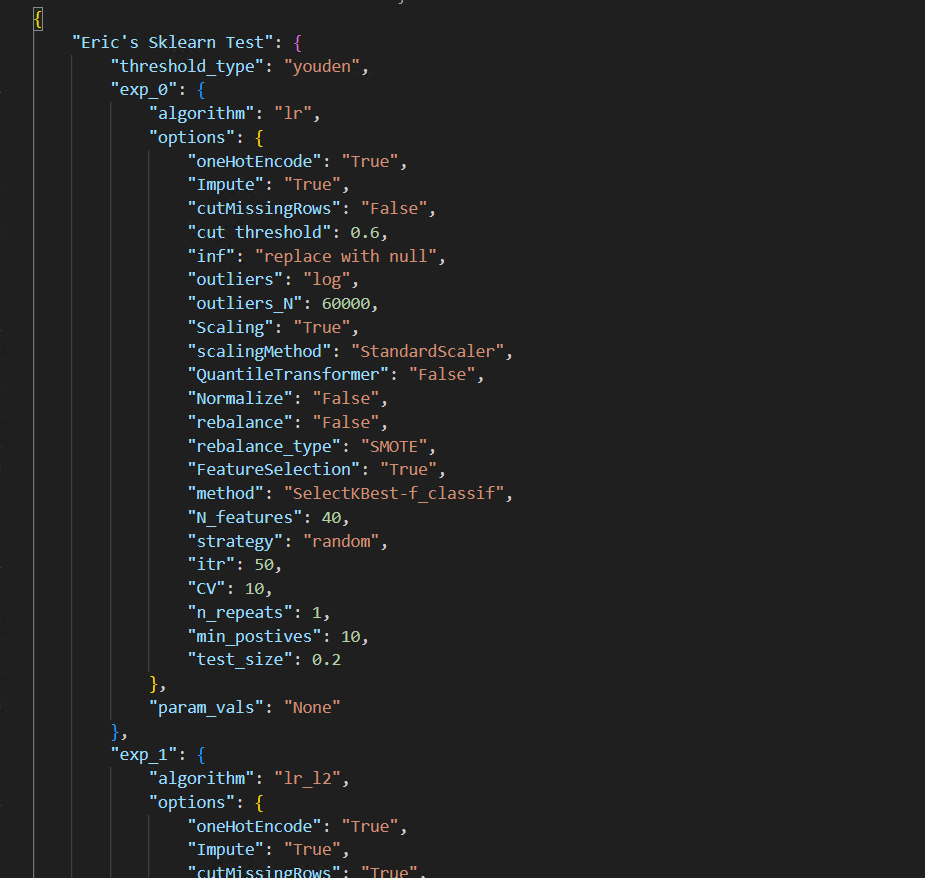 {
"Eric's Sklearn Test": {
"threshold_type": "youden",
"exp_0": {
"algorithm": "lr",
"options": {
"oneHotEncode": "True",
"Impute": "True",
"cutMissingRows": "False",
"cut threshold": 0.6,
"inf": "replace with null",
"outliers": "log",
"outliers_N": 60000,
"Scaling": "True",
"scalingMethod": "StandardScaler",
"QuantileTransformer": "False",
"Normalize": "False",
"rebalance": "False",
"rebalance_type": "SMOTE",
"FeatureSelection": "True",
"method": "SelectKBest-f_classif",
"N_features": 40,
"strategy": "random",
"itr": 50,
"CV": 10,
"n_repeats": 1,
"min_postives": 10,
"test_size": 0.2
},
"param_vals": "None"
},
"exp_1": {
"algorithm": "lr_l2",
"options": {
"oneHotEncode": "True",
"Impute": "True",
"cutMissingRows": "True",